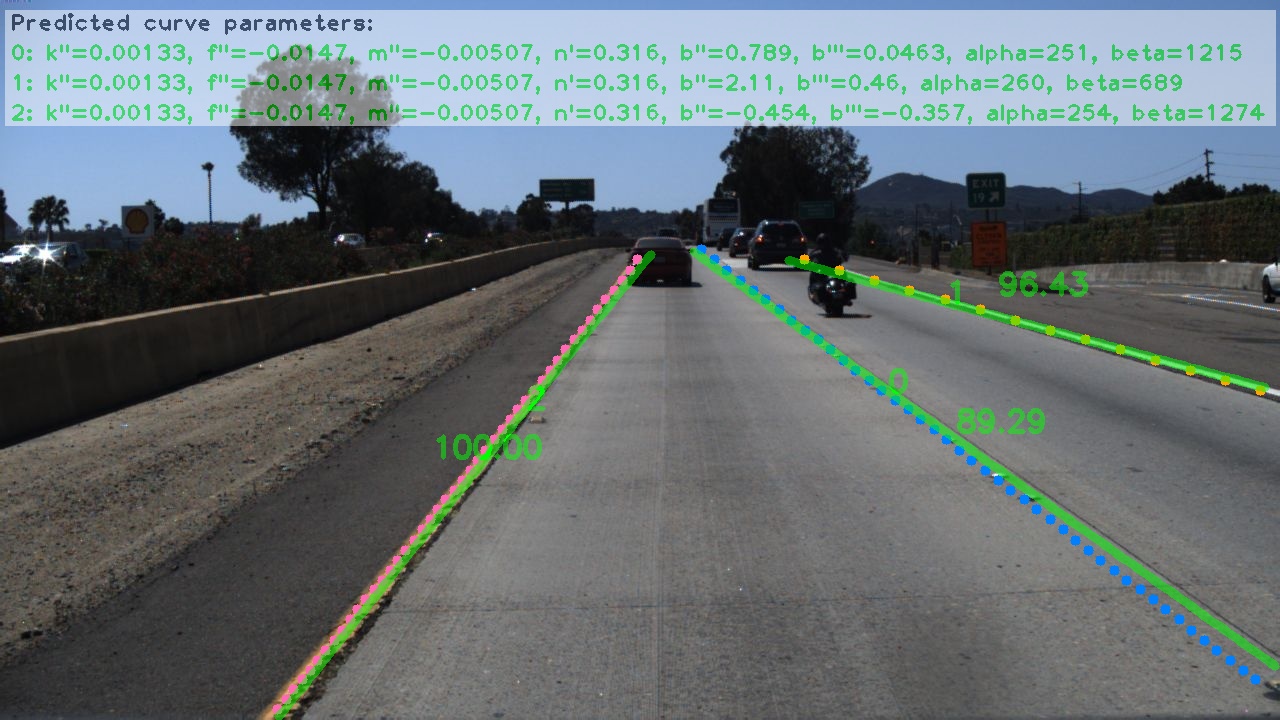 Predicted curve parameters:
0: k''=0.00133, f''=-0.0147, m''=-0.00507, n'=0.316, b''=0.789, b'''=0.0463, alpha=251, beta=1215
1: k''=0.00133, f''=-0.0147, m''=-0.00507, n'=0.316, b''=2.11, b'''=0.46, alpha=260, beta=689
2: k''=0.00133, f''=-0.0147, m''=-0.00507, n'=0.316, b''=-0.454, b'''=-0.357, alpha=254, beta=1274
EXIT
19
1
96.43
0
89.29
2
100.00